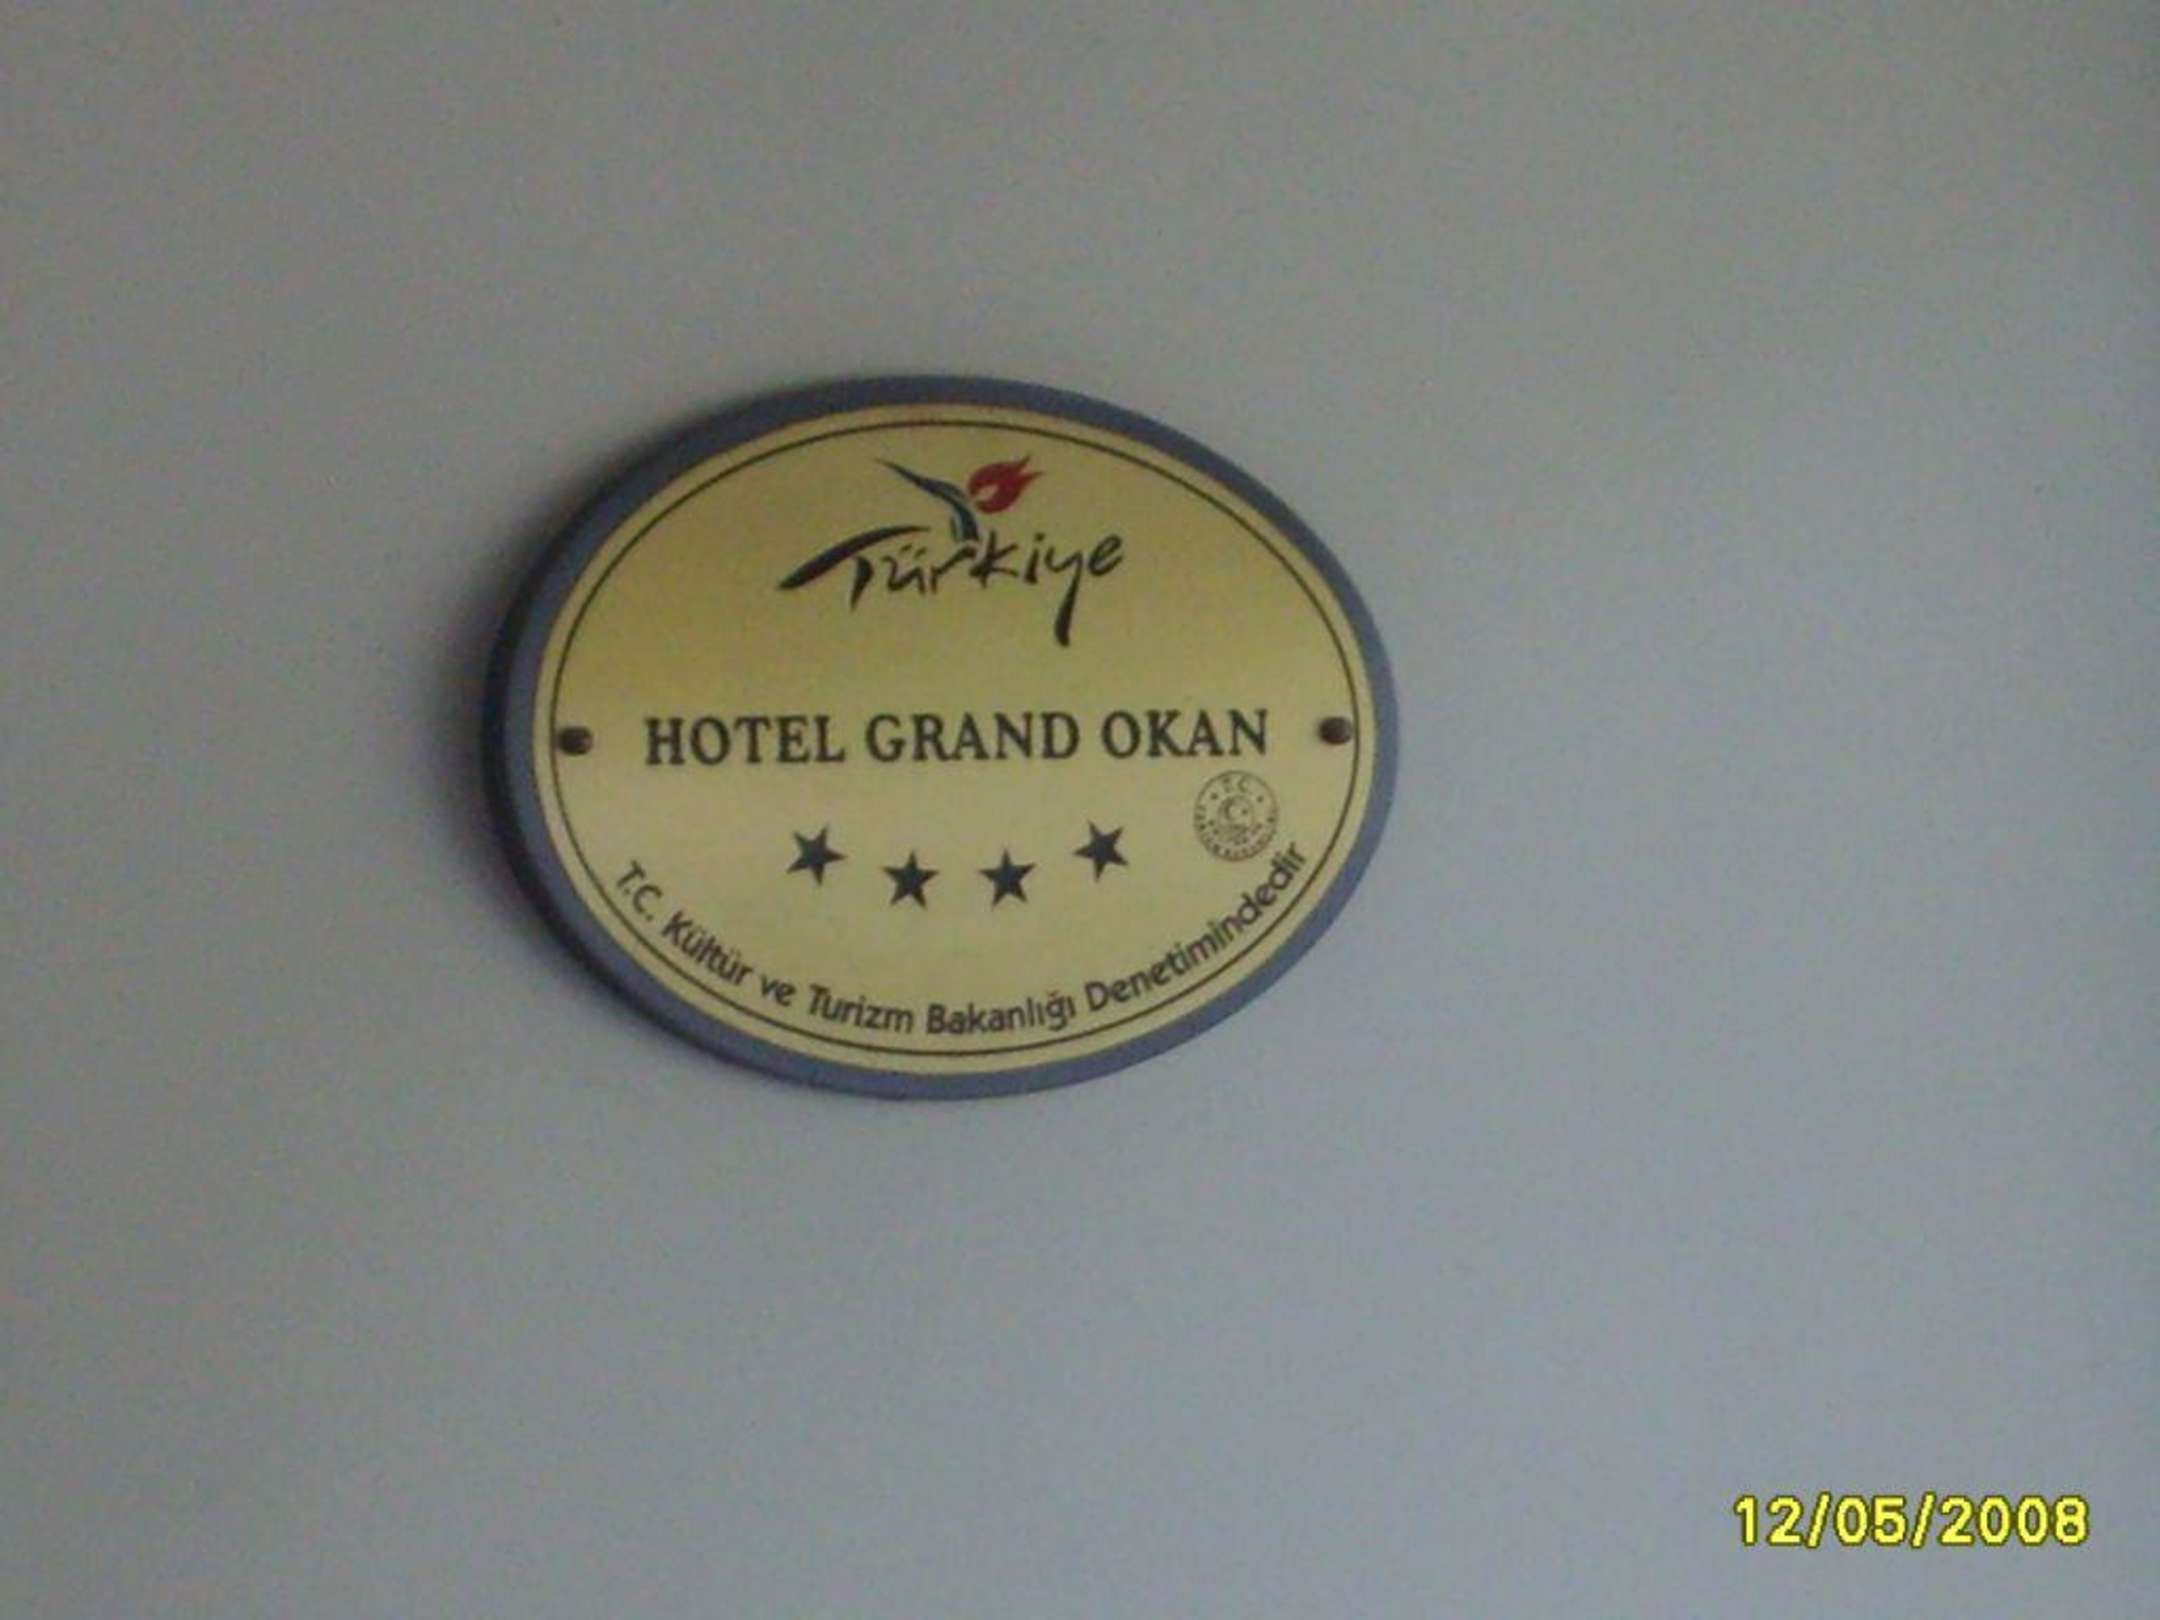 Türkiye
HOTEL GRAND OKAN
T.C.
T.C. Kültür ve Turizm Bakanlığı Denetimindedir
12/05/2008